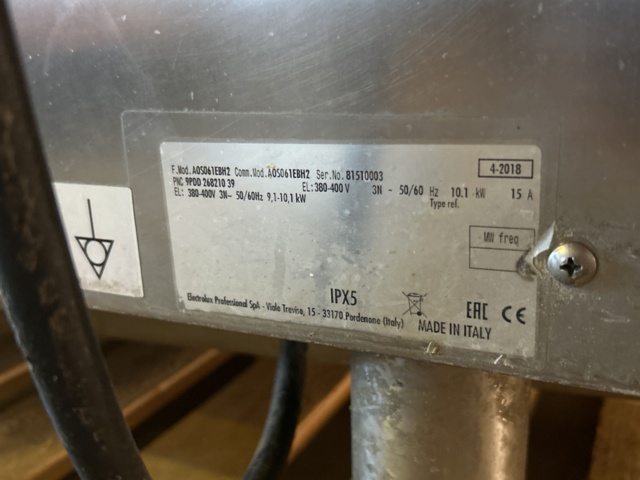 F.Mod. AOS061EBH2 Comm.Mod. AOS061EBH2 Ser.No. 81510003 4-2018
PNC 9PDD 268210 39 EL:380-400 V 3N ~ 50/60 Hz 10.1 kW 15 A
EL: 380-400V 3N~ 50/60Hz 9,1-10,1 kW Type ref.
MW freq
IPX5
Electrolux Professional SpA - Viale Treviso, 15 - 33170 Pordenone (Italy)
EAC CE
MADE IN ITALY